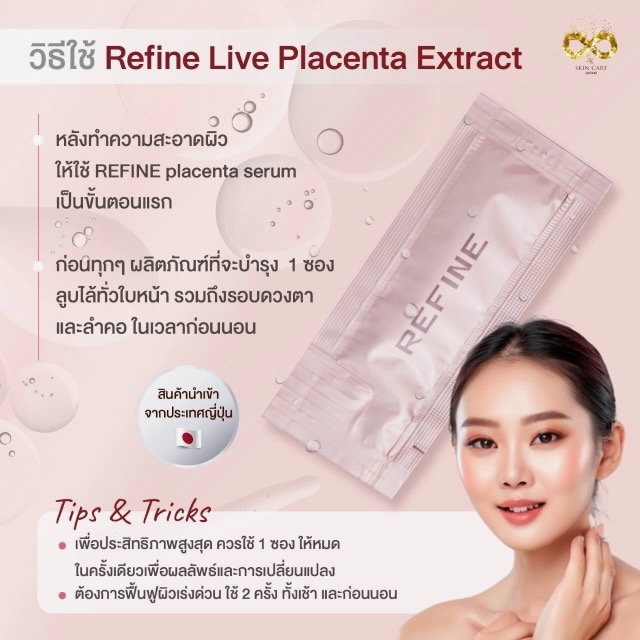 วิธีใช้ Refine Live Placenta Extract
SKIN CARE
JAPAN
หลังทำความสะอาดผิว
ให้ใช้ REFINE placenta serum
เป็นขั้นตอนแรก
ก่อนทุกๆ ผลิตภัณฑ์ที่จะบำรุง 1 ซอง
ลูบไล้ทั่วใบหน้า รวมถึงรอบดวงตา
และลำคอ ในเวลาก่อนนอน
REFINE
สินค้านำเข้า
จากประเทศญี่ปุ่น
Tips & Tricks
เพื่อประสิทธิภาพสูงสุด ควรใช้ 1 ซอง ให้หมด
ในครั้งเดียวเพื่อผลลัพธ์และการเปลี่ยนแปลง
ต้องการฟื้นฟูผิวเร่งด่วน ใช้ 2 ครั้ง ทั้งเช้า และก่อนนอน